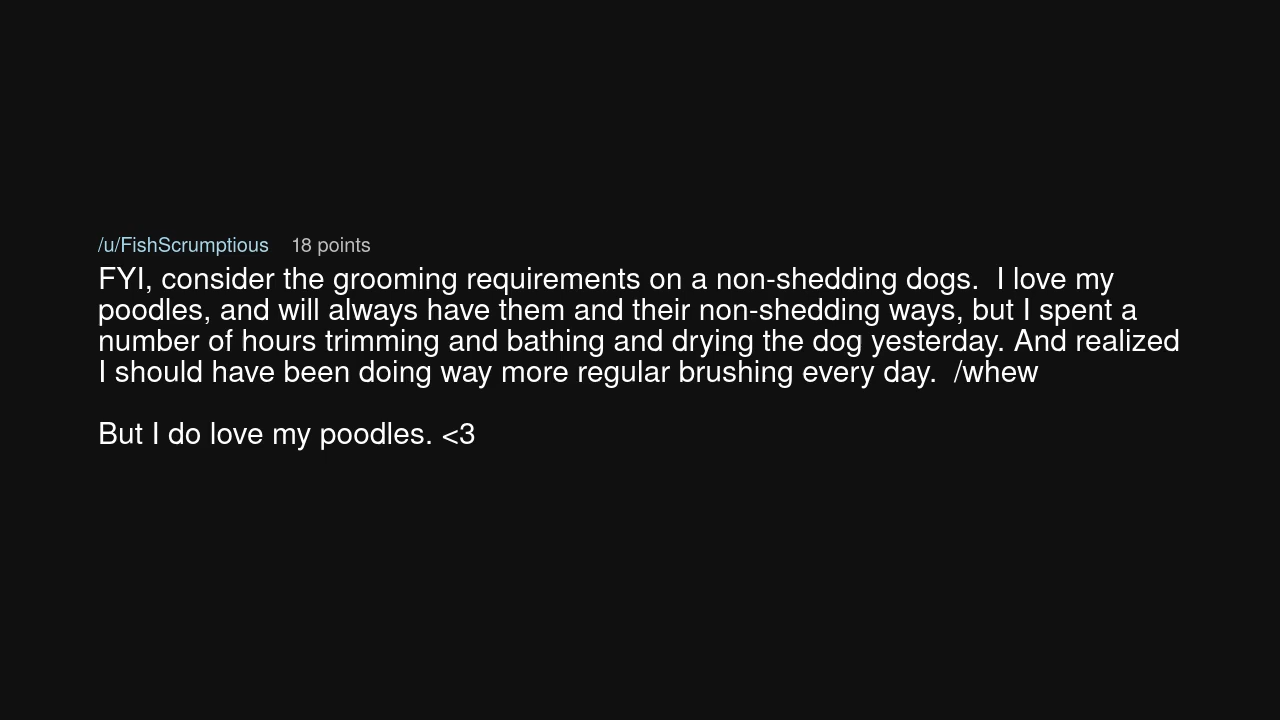 /u/FishScrumptious 18 points
FYI, consider the grooming requirements on a non-shedding dogs.  I love my
poodles, and will always have them and their non-shedding ways, but I spent a
number of hours trimming and bathing and drying the dog yesterday. And realized
I should have been doing way more regular brushing every day.  /whew
But I do love my poodles. <3